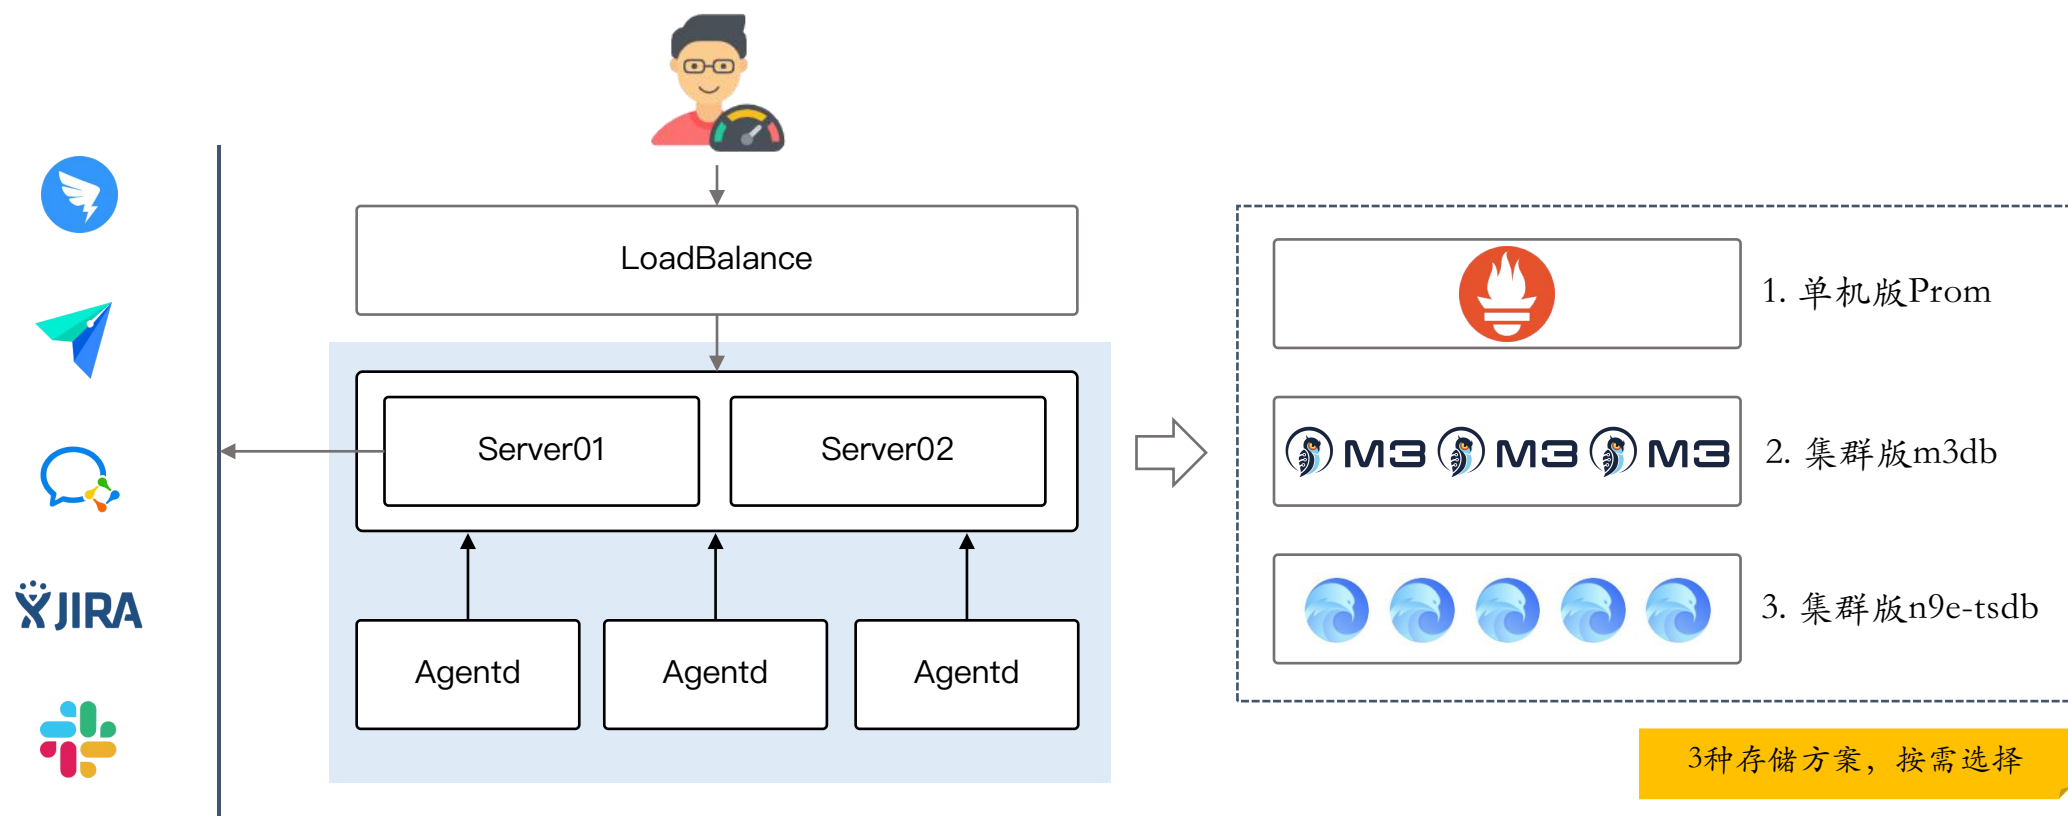 LoadBalance
Server01
Server02
Agentd
Agentd
Agentd
JIRA
1. 单机版Prom
M3 M3 M3
2. 集群版m3db
3. 集群版n9e-tsdb
3种存储方案，按需选择